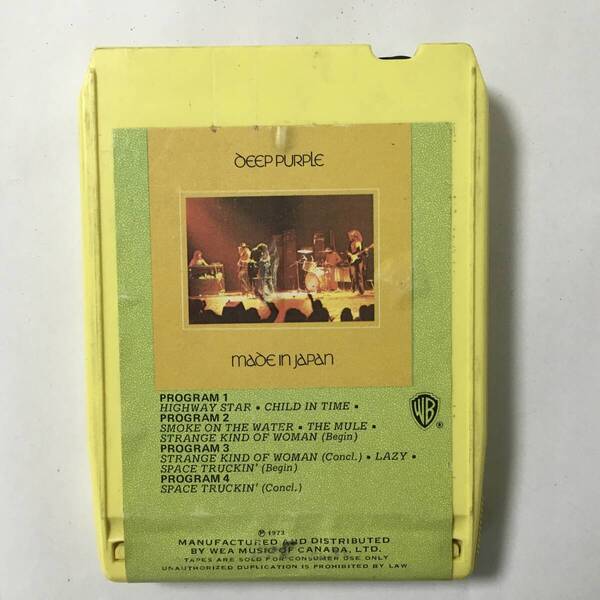 DEEP PURPLE
made in Japan
PROGRAM 1
HIGHWAY STAR • CHILD IN TIME •
PROGRAM 2
SMOKE ON THE WATER • THE MULE •
STRANGE KIND OF WOMAN (Begin)
PROGRAM 3
STRANGE KIND OF WOMAN (Concl.) • LAZY •
SPACE TRUCKIN' (Begin)
PROGRAM 4
SPACE TRUCKIN' (Concl.)
WB ®
℗ 1973
MANUFACTURED AND DISTRIBUTED
BY WEA MUSIC OF CANADA, LTD.
TAPES ARE SOLD FOR CONSUMER USE ONLY
UNAUTHORIZED DUPLICATION IS PROHIBITED BY LAW